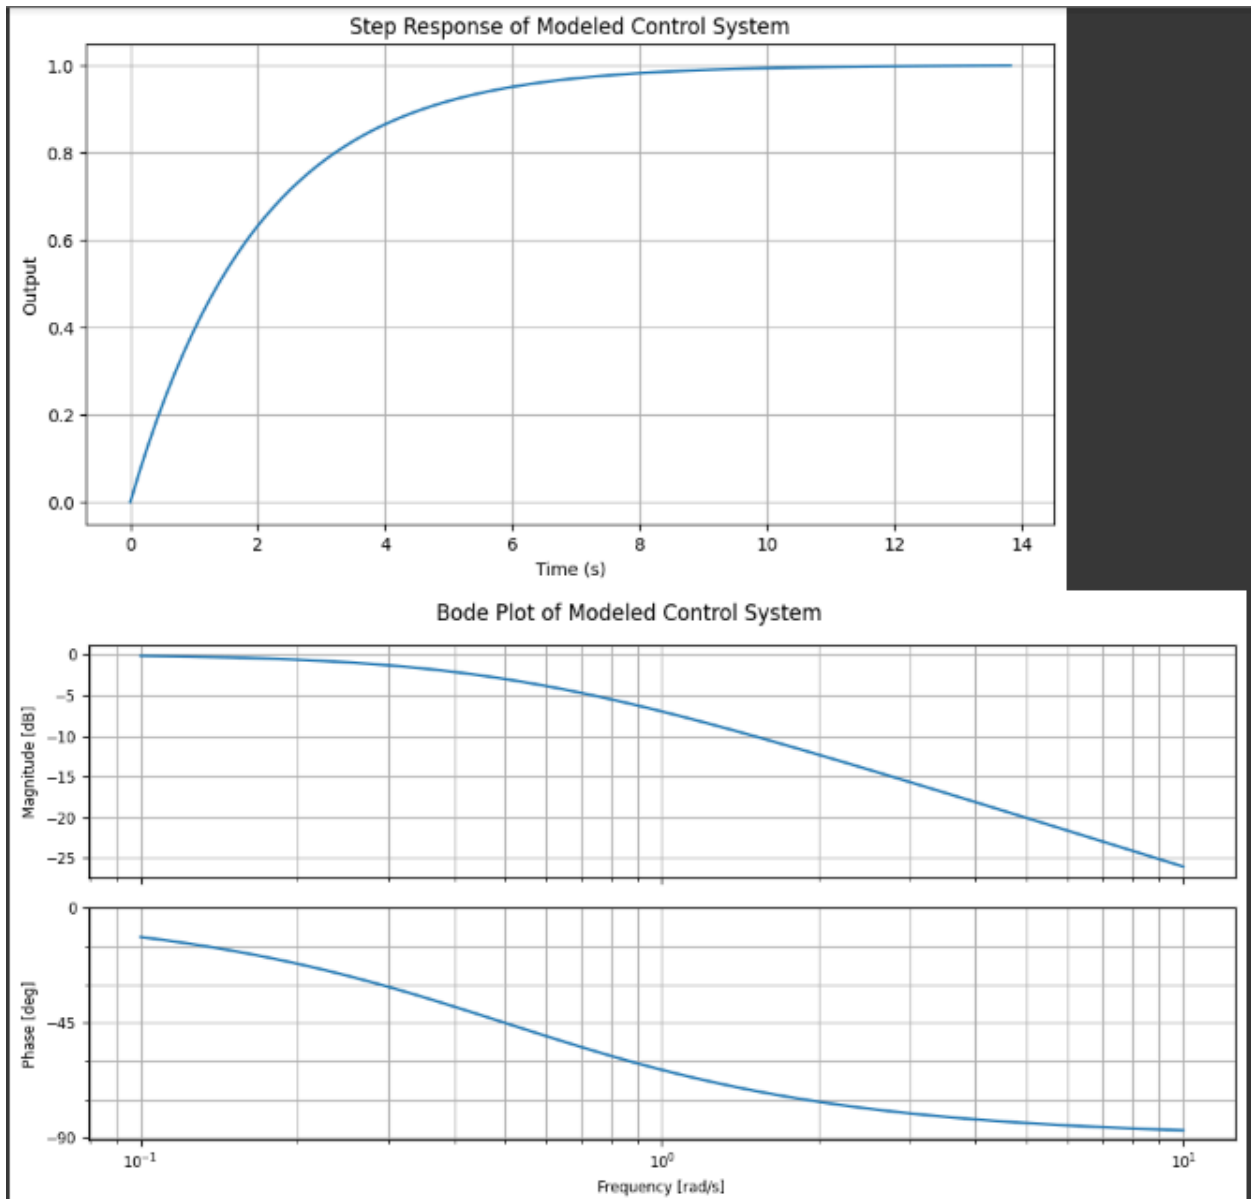 Step Response of Modeled Control System
1.0
0.8
0.6
0.4
0.2
0.0
Output
0 2 4 6 8 10 12 14
Time (s)
Bode Plot of Modeled Control System
0
−5
−10
−15
−20
−25
Magnitude [dB]
0
−45
−90
Phase [deg]
10⁻¹ 10⁰ 10¹
Frequency [rad/s]